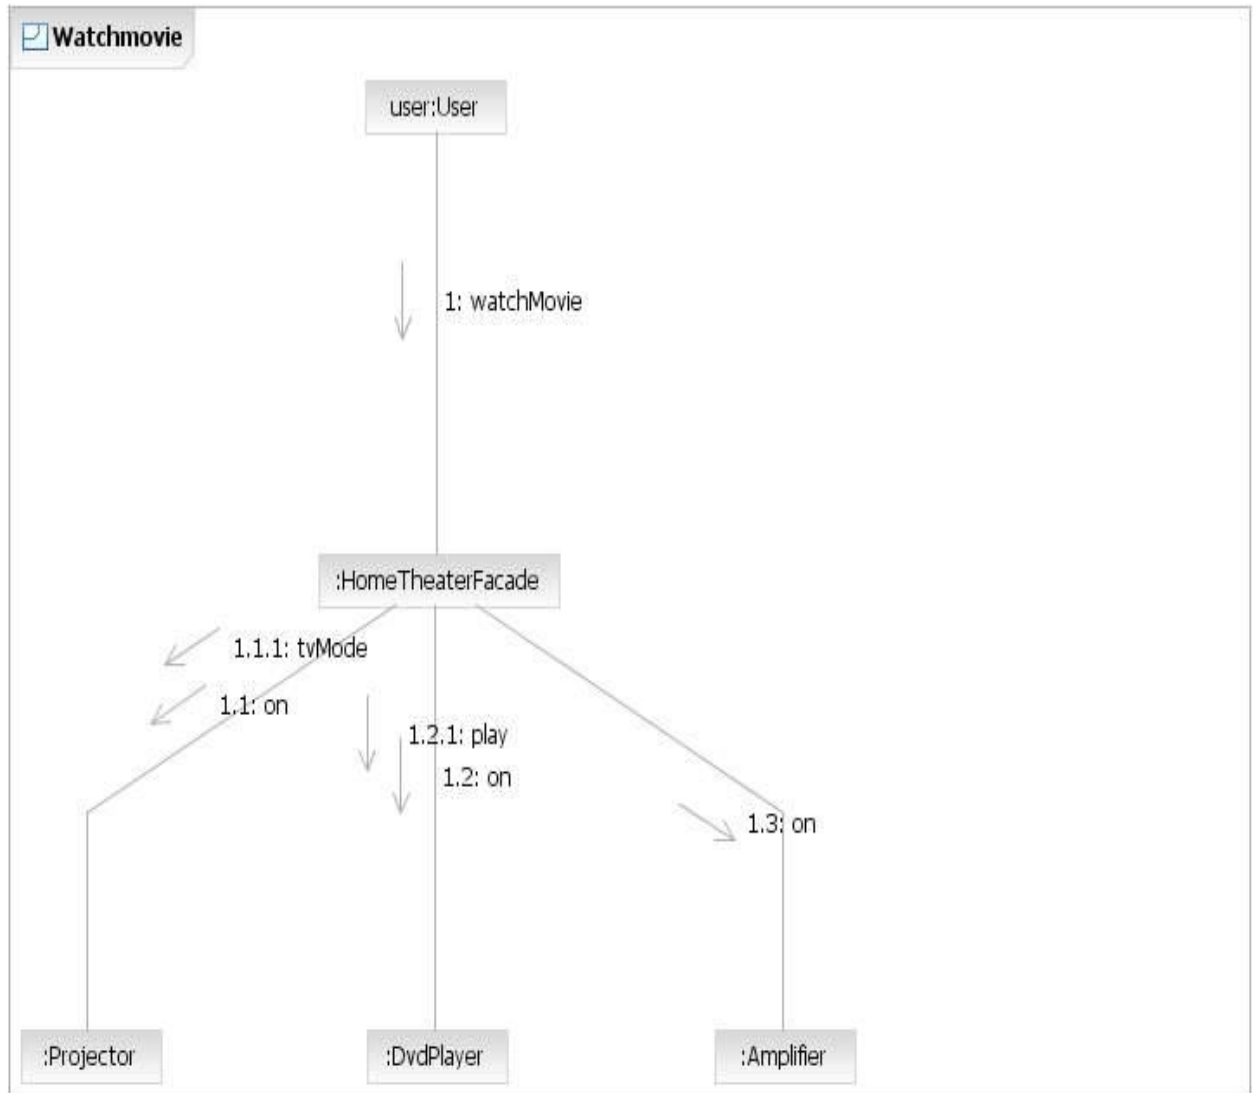 Watchmovie
user:User
1: watchMovie
:HomeTheaterFacade
1.1.1: tvMode
1.1: on
1.2.1: play
1.2: on
1.3: on
:Projector
:DvdPlayer
:Amplifier